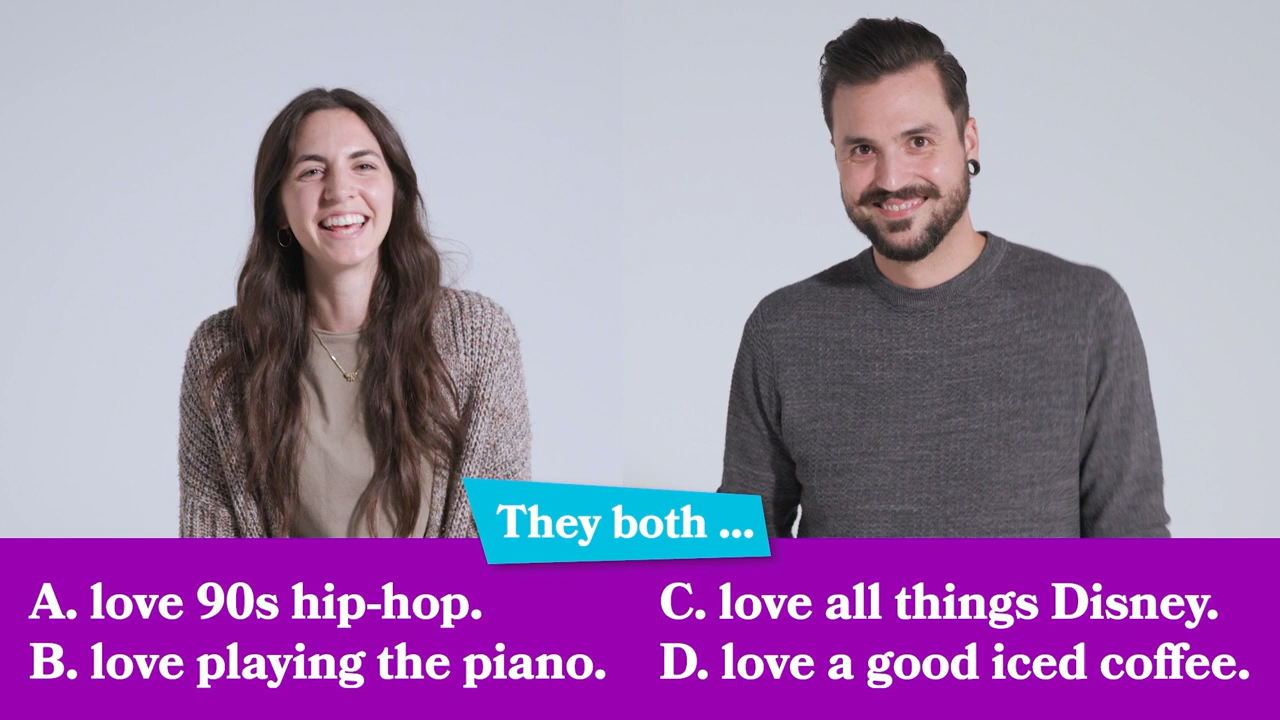 They both ...
A. love 90s hip-hop.
B. love playing the piano.
C. love all things Disney.
D. love a good iced coffee.